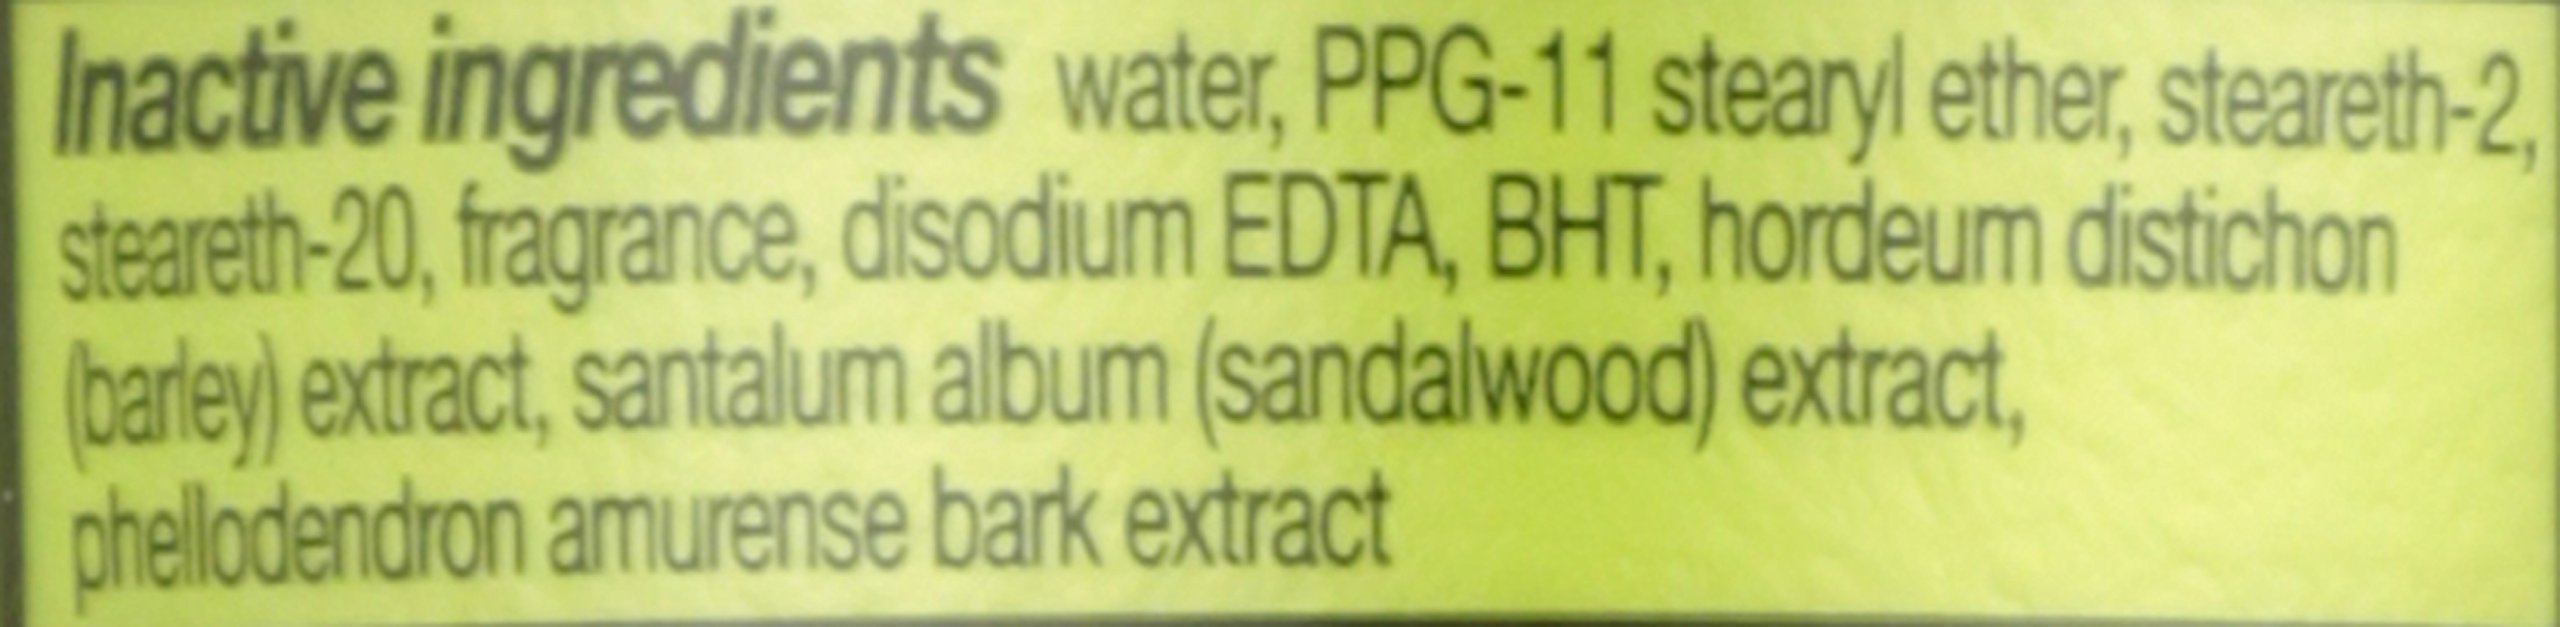 Inactive ingredients water, PPG-11 stearyl ether, steareth-2,
steareth-20, fragrance, disodium EDTA, BHT, hordeum distichon
(barley) extract, santalum album (sandalwood) extract,
phellodendron amurense bark extract